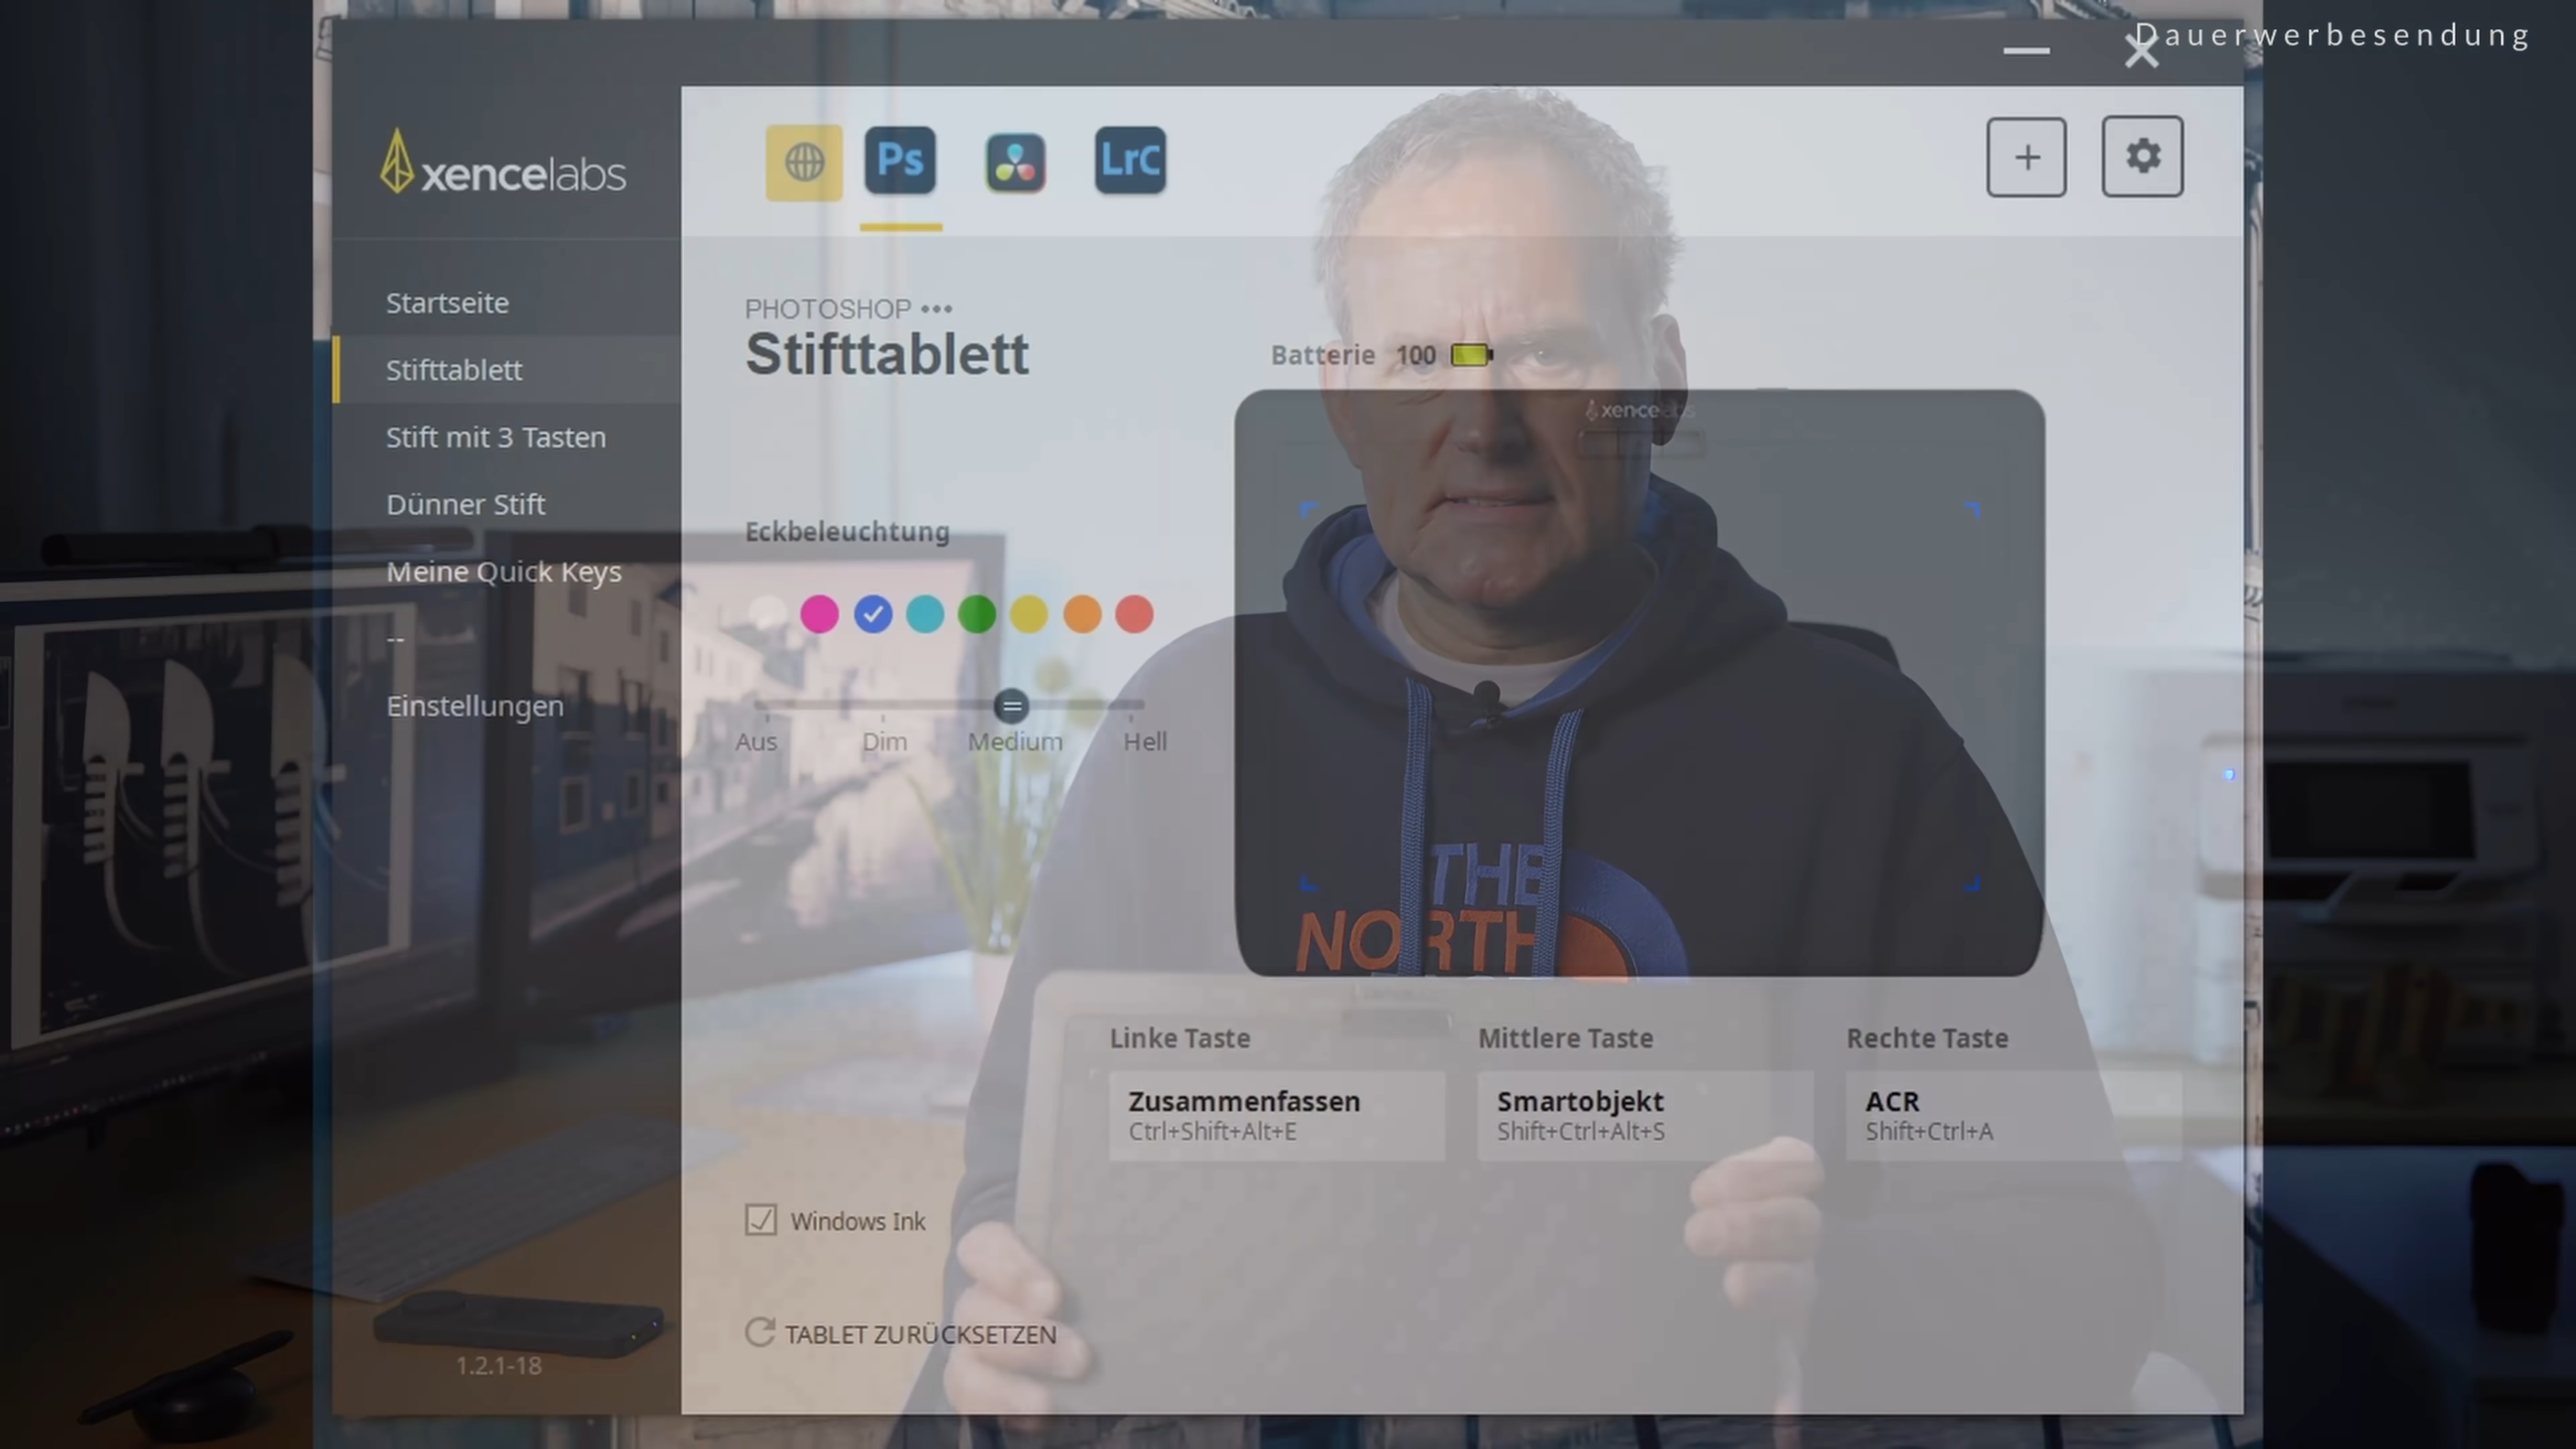 Dauerwerbesendung
xencelabs
Ps
LrC
Startseite
Stifttablett
Stift mit 3 Tasten
Dünner Stift
Meine Quick Keys
--
Einstellungen
1.2.1-18
PHOTOSHOP •••
Stifttablett
Batterie 100
xencelabs
Eckbeleuchtung
Aus Dim Medium Hell
THE
NORTH
Linke Taste Mittlere Taste Rechte Taste
Zusammenfassen Smartobjekt ACR
Ctrl+Shift+Alt+E Shift+Ctrl+Alt+S Shift+Ctrl+A
Windows Ink
TABLET ZURÜCKSETZEN